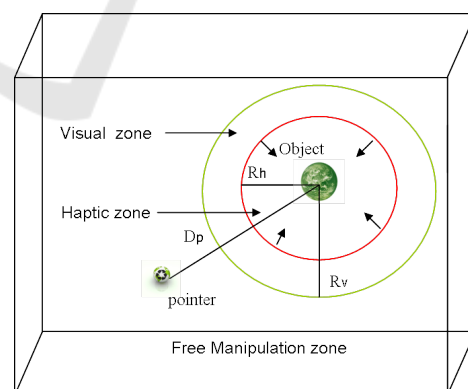 Visual zone
Object
Rh
Haptic zone
Dp
Rv
pointer
Free Manipulation zone